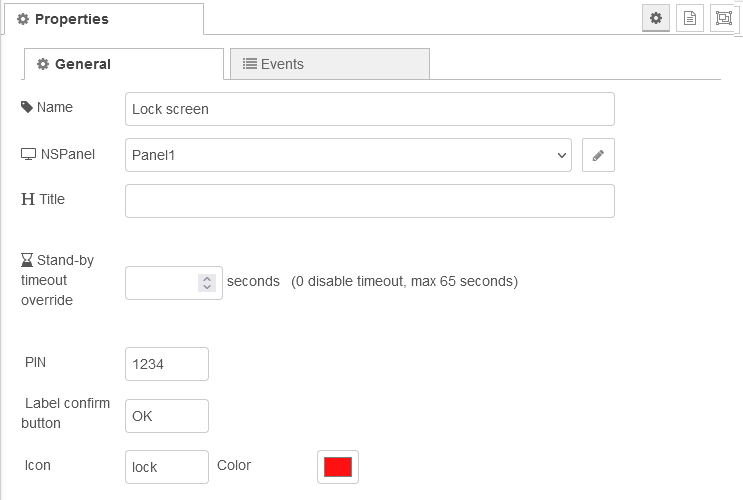 Properties
General
Events
Name
Lock screen
NSPanel
Panel1
Title
Stand-by
timeout
override
seconds (0 disable timeout, max 65 seconds)
PIN
1234
Label confirm
button
OK
Icon
lock
Color